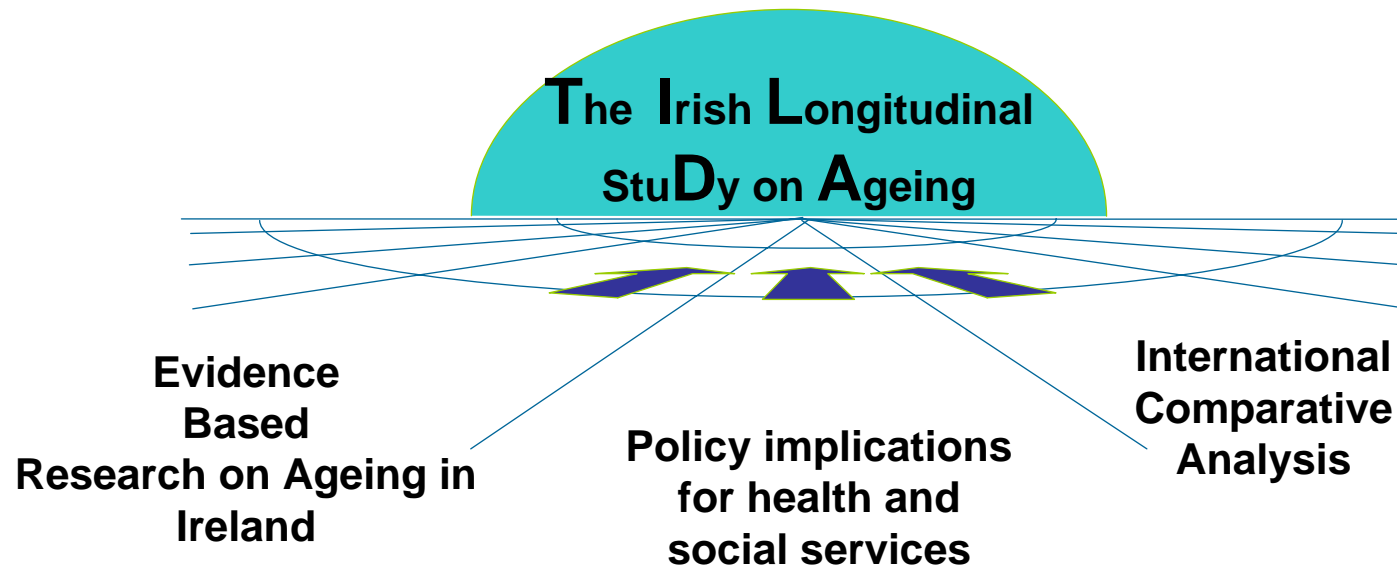 The Irish Longitudinal
StuDy on Ageing
Evidence
Based
Research on Ageing in
Ireland
Policy implications
for health and
social services
International
Comparative
Analysis